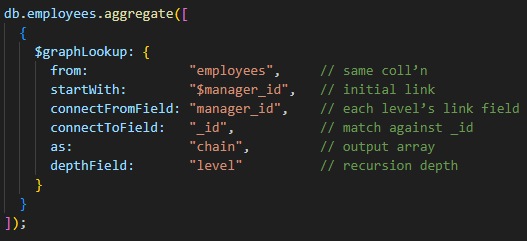 db.employees.aggregate([
  {
    $graphLookup: {
      from:             "employees",     // same coll’n
      startWith:        "$manager_id",   // initial link
      connectFromField: "manager_id",    // each level’s link field
      connectToField:   "_id",           // match against _id
      as:               "chain",         // output array
      depthField:       "level"          // recursion depth
    }
  }
]);